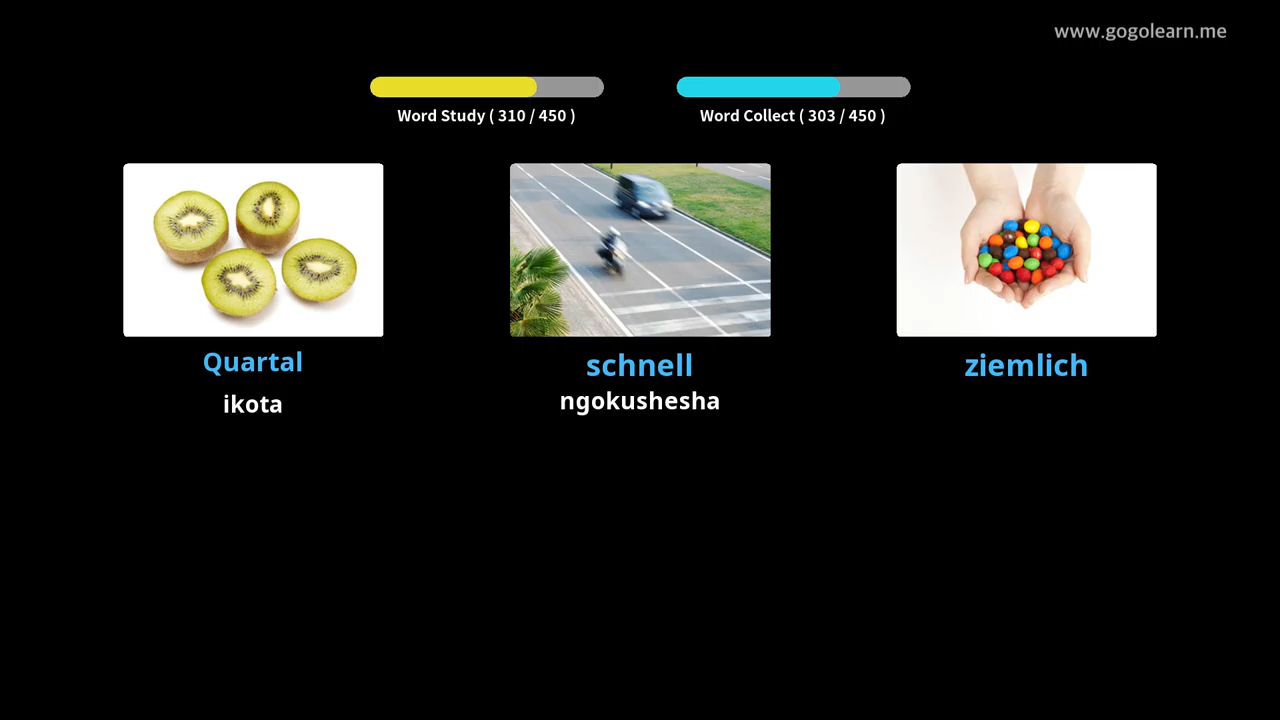 www.gogolearn.me
Word Study ( 310 / 450 )
Word Collect ( 303 / 450 )
Quartal
ikota
schnell
ngokushesha
ziemlich